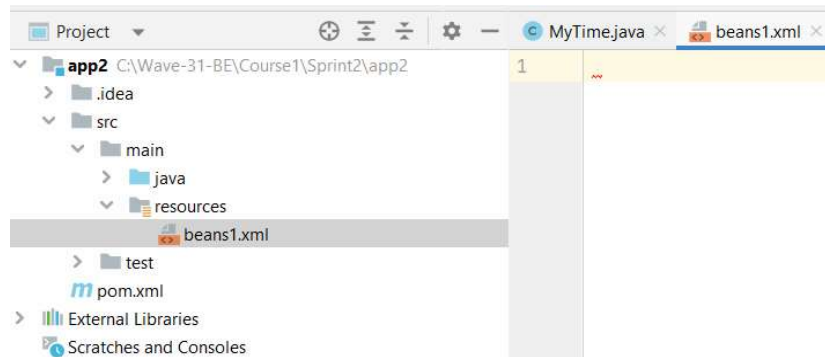 Project
MyTime.java
beans1.xml
app2 C:\Wave-31-BE\Course1\Sprint2\app2
1
.idea
src
main
java
resources
beans1.xml
test
m pom.xml
External Libraries
Scratches and Consoles